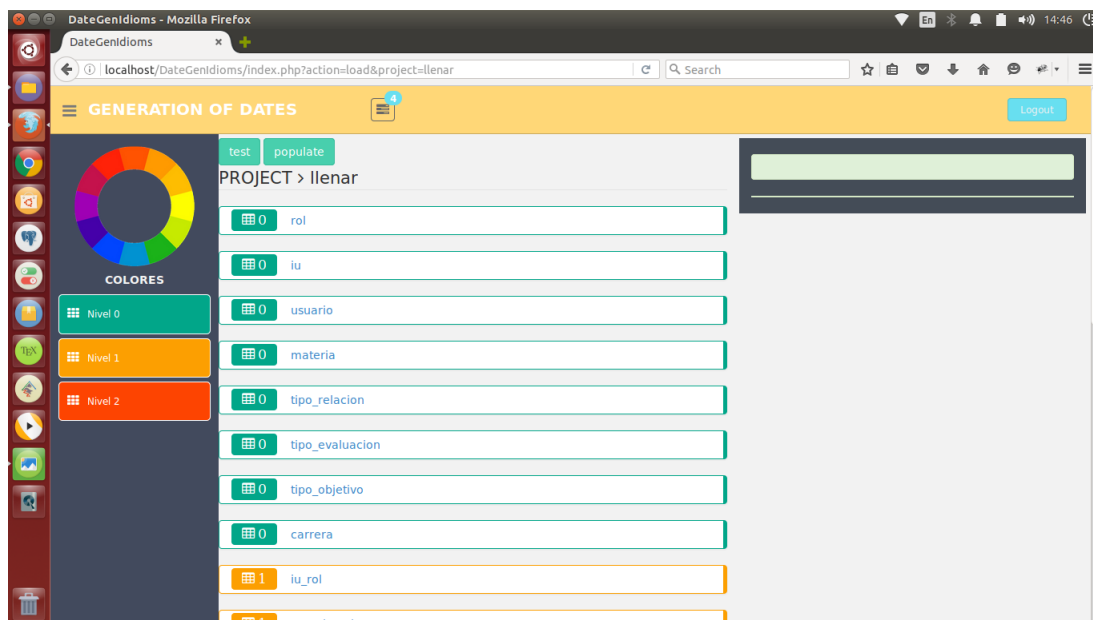 DateGenIdioms - Mozilla Firefox
En
14:46
DateGenIdioms
localhost/DateGenIdioms/index.php?action=load&project=llenar
Search
GENERATION OF DATES
4
Logout
test populate
PROJECT > llenar
COLORES
Nivel 0
Nivel 1
Nivel 2
0 rol
0 iu
0 usuario
0 materia
0 tipo_relacion
0 tipo_evaluacion
0 tipo_objetivo
0 carrera
1 iu_rol
TEX